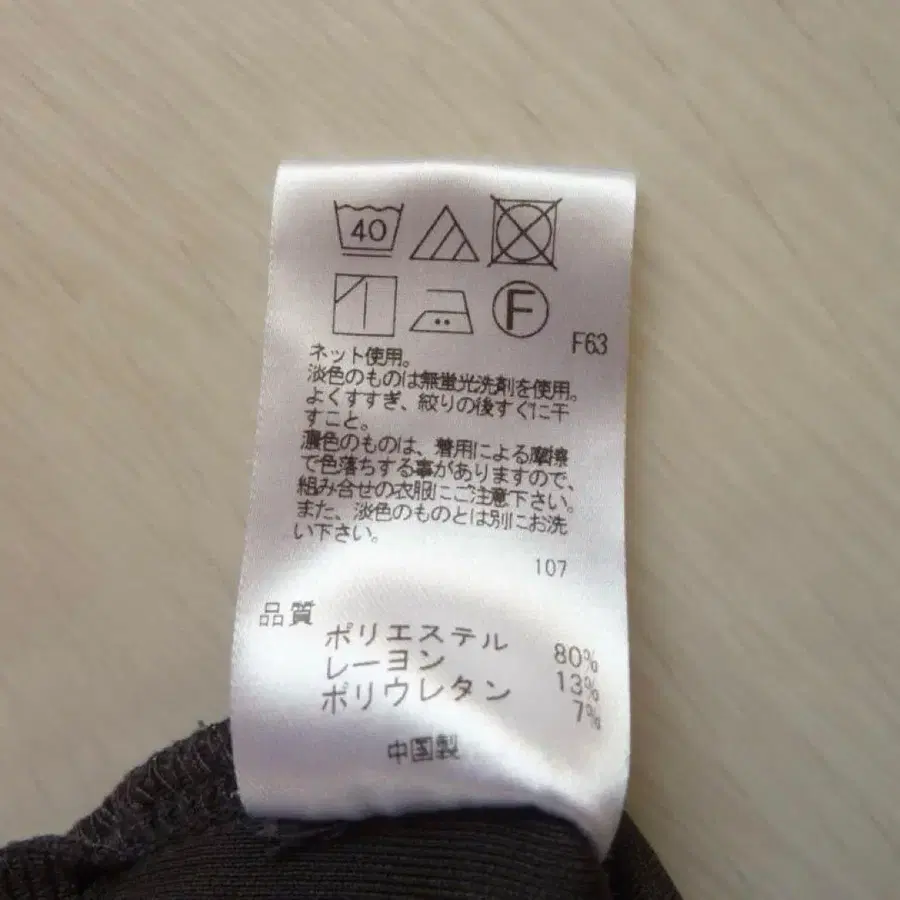 40
F
F63
ネット使用。
淡色のものは無蛍光洗剤を使用。
よくすすぎ、絞りの後すぐに干
すこと。
濃色のものは、着用による摩擦
で色落ちする事がありますので、
組み合せの衣服にご注意下さい。
また、淡色のものとは別にお洗
い下さい。
107
品質
ポリエステル 80%
レーヨン 13%
ポリウレタン 7%
中国製